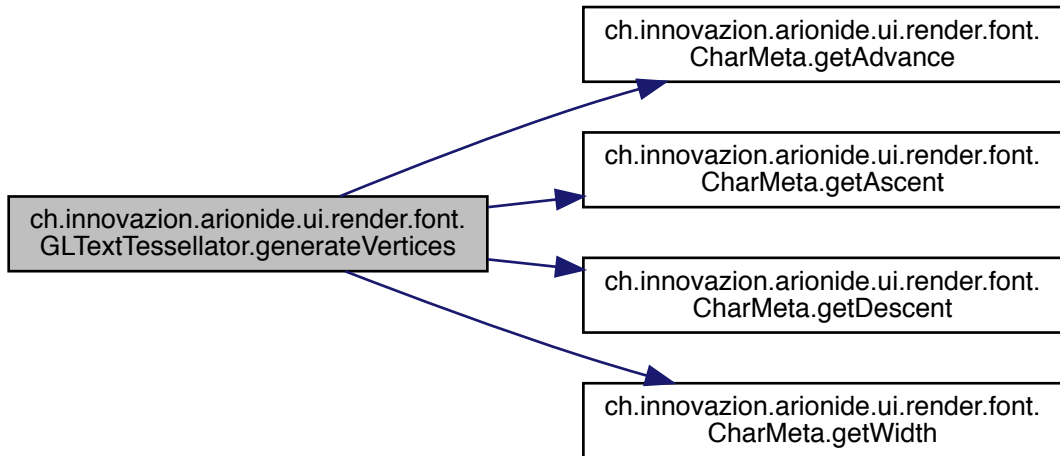 ch.innovazion.arionide.ui.render.font.
GLTextTessellator.generateVertices
ch.innovazion.arionide.ui.render.font.
CharMeta.getAdvance
ch.innovazion.arionide.ui.render.font.
CharMeta.getAscent
ch.innovazion.arionide.ui.render.font.
CharMeta.getDescent
ch.innovazion.arionide.ui.render.font.
CharMeta.getWidth